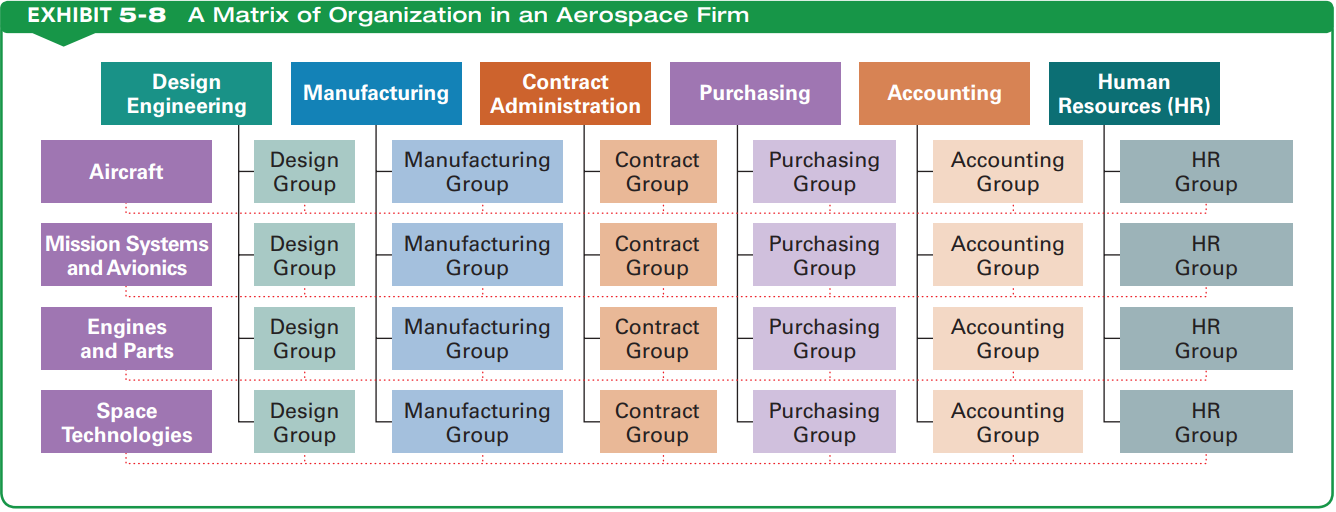 EXHIBIT 5-8 A Matrix of Organization in an Aerospace Firm
Design
Engineering
Manufacturing
Contract
Administration
Purchasing
Accounting
Human
Resources (HR)
Aircraft
Design
Group
Manufacturing
Group
Contract
Group
Purchasing
Group
Accounting
Group
HR
Group
Mission Systems
and Avionics
Design
Group
Manufacturing
Group
Contract
Group
Purchasing
Group
Accounting
Group
HR
Group
Engines
and Parts
Design
Group
Manufacturing
Group
Contract
Group
Purchasing
Group
Accounting
Group
HR
Group
Space
Technologies
Design
Group
Manufacturing
Group
Contract
Group
Purchasing
Group
Accounting
Group
HR
Group